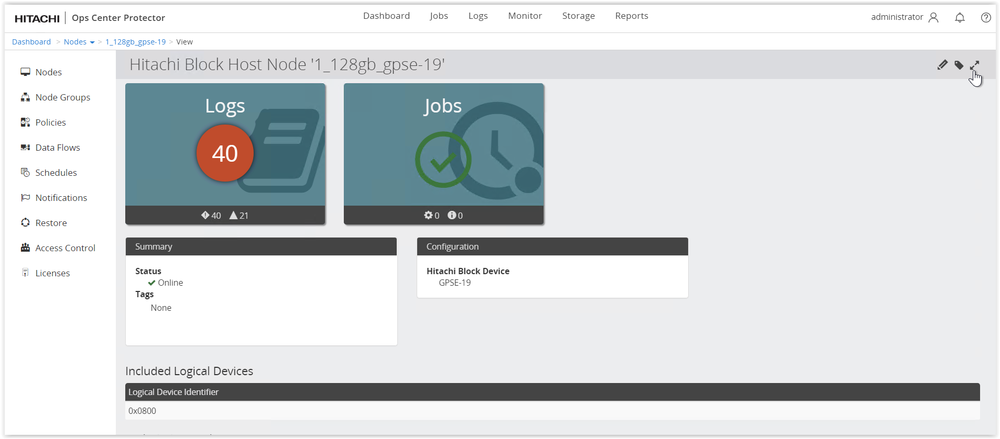 HITACHI Ops Center Protector
Dashboard Jobs Logs Monitor Storage Reports
administrator
Dashboard > Nodes > 1_128gb_gpse-19 > View
Nodes
Node Groups
Policies
Data Flows
Schedules
Notifications
Restore
Access Control
Licenses
Hitachi Block Host Node '1_128gb_gpse-19'
Logs
40
40 21
Jobs
0 0
Summary
Status
Online
Tags
None
Configuration
Hitachi Block Device
GPSE-19
Included Logical Devices
Logical Device Identifier
0x0800